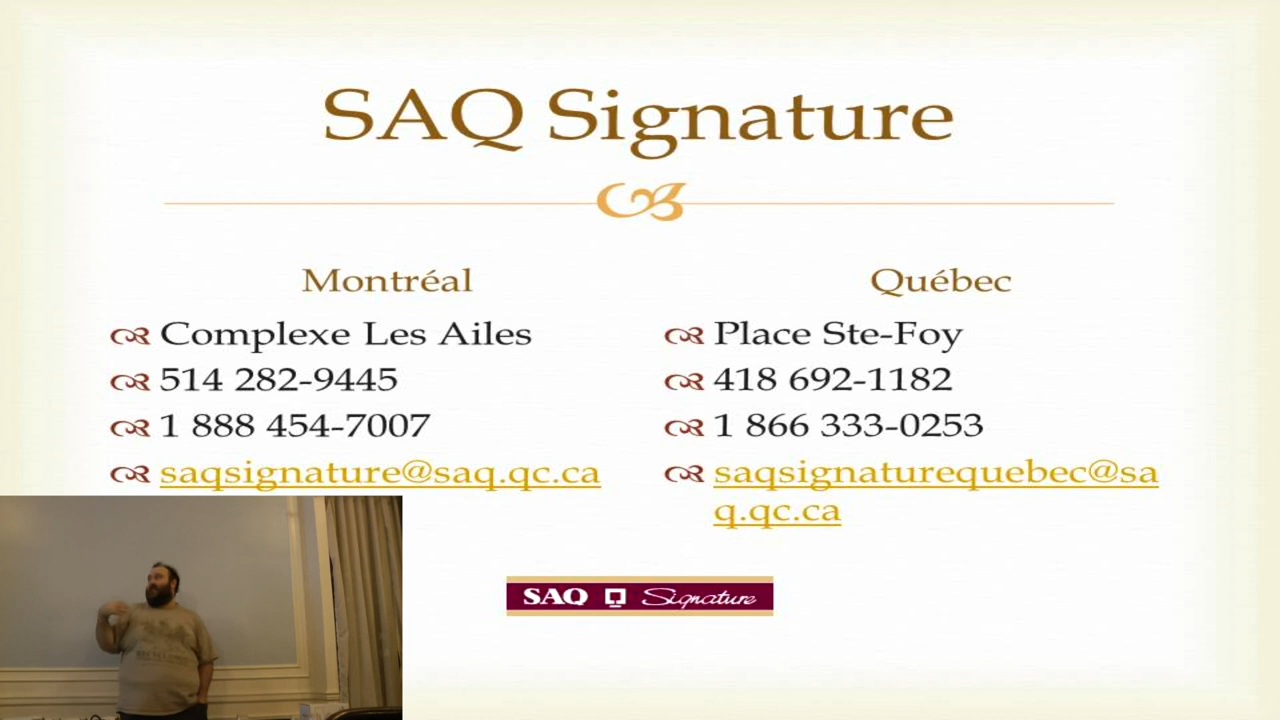 SAQ Signature
Montréal
Complexe Les Ailes
514 282-9445
1 888 454-7007
saqsignature@saq.qc.ca
Québec
Place Ste-Foy
418 692-1182
1 866 333-0253
saqsignaturequebec@sa
q.qc.ca
SAQ Signature